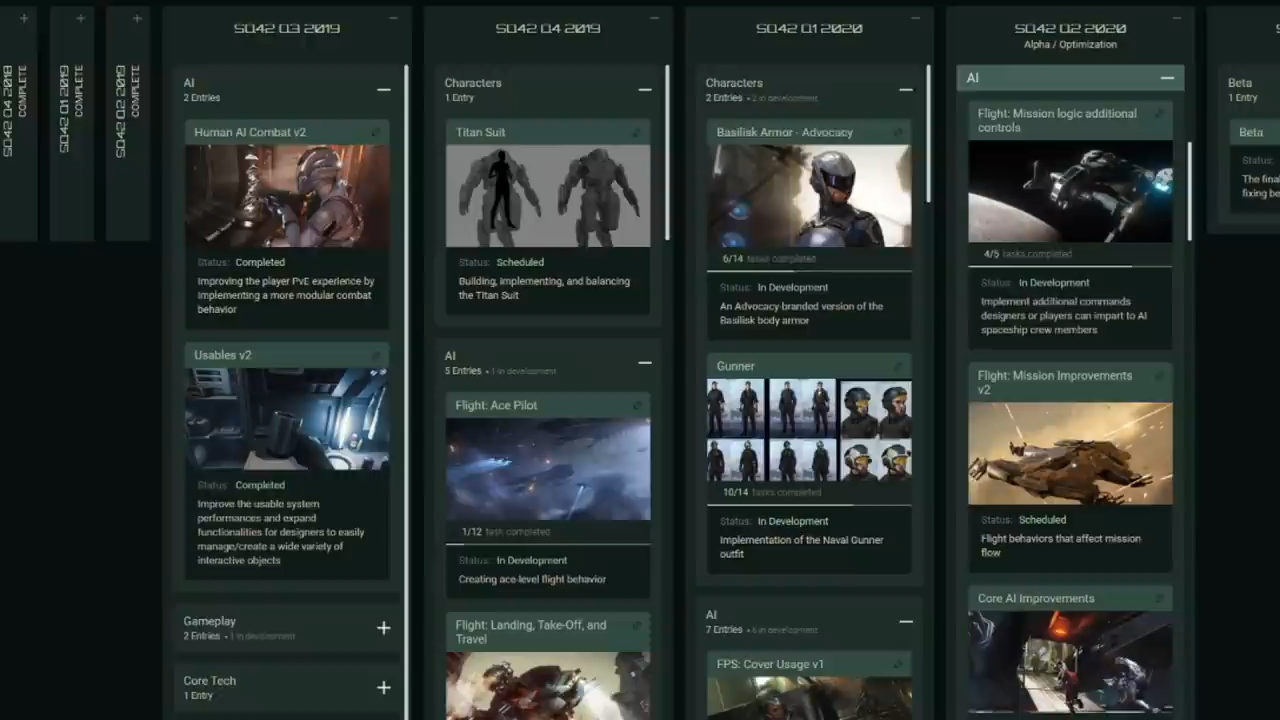 SQ42 Q4 2018
COMPLETE
SQ42 Q1 2019
COMPLETE
SQ42 Q2 2019
COMPLETE
SQ42 Q3 2019
AI
2 Entries
Human AI Combat v2
Status: Completed
Improving the player PvE experience by
implementing a more modular combat
behavior
Usables v2
Status: Completed
Improve the usable system
performances and expand
functionalities for designers to easily
manage/create a wide variety of
interactive objects
Gameplay
2 Entries • 1 in development
Core Tech
1 Entry
SQ42 Q4 2019
Characters
1 Entry
Titan Suit
Status: Scheduled
Building, implementing, and balancing
the Titan Suit
AI
5 Entries • 1 in development
Flight: Ace Pilot
1/12 task completed
Status: In Development
Creating ace-level flight behavior
Flight: Landing, Take-Off, and
Travel
SQ42 Q1 2020
Characters
2 Entries • 2 in development
Basilisk Armor - Advocacy
6/14 tasks completed
Status: In Development
An Advocacy-branded version of the
Basilisk body armor
Gunner
10/14 tasks completed
Status: In Development
Implementation of the Naval Gunner
outfit
AI
7 Entries • 6 in development
FPS: Cover Usage v1
SQ42 Q2 2020
Alpha / Optimization
AI
Flight: Mission logic additional
controls
4/5 tasks completed
Status: In Development
Implement additional commands
designers or players can impart to AI
spaceship crew members
Flight: Mission Improvements
v2
Status: Scheduled
Flight behaviors that affect mission
flow
Core AI Improvements
Beta
1 Entry
Beta
Status:
The final
fixing be